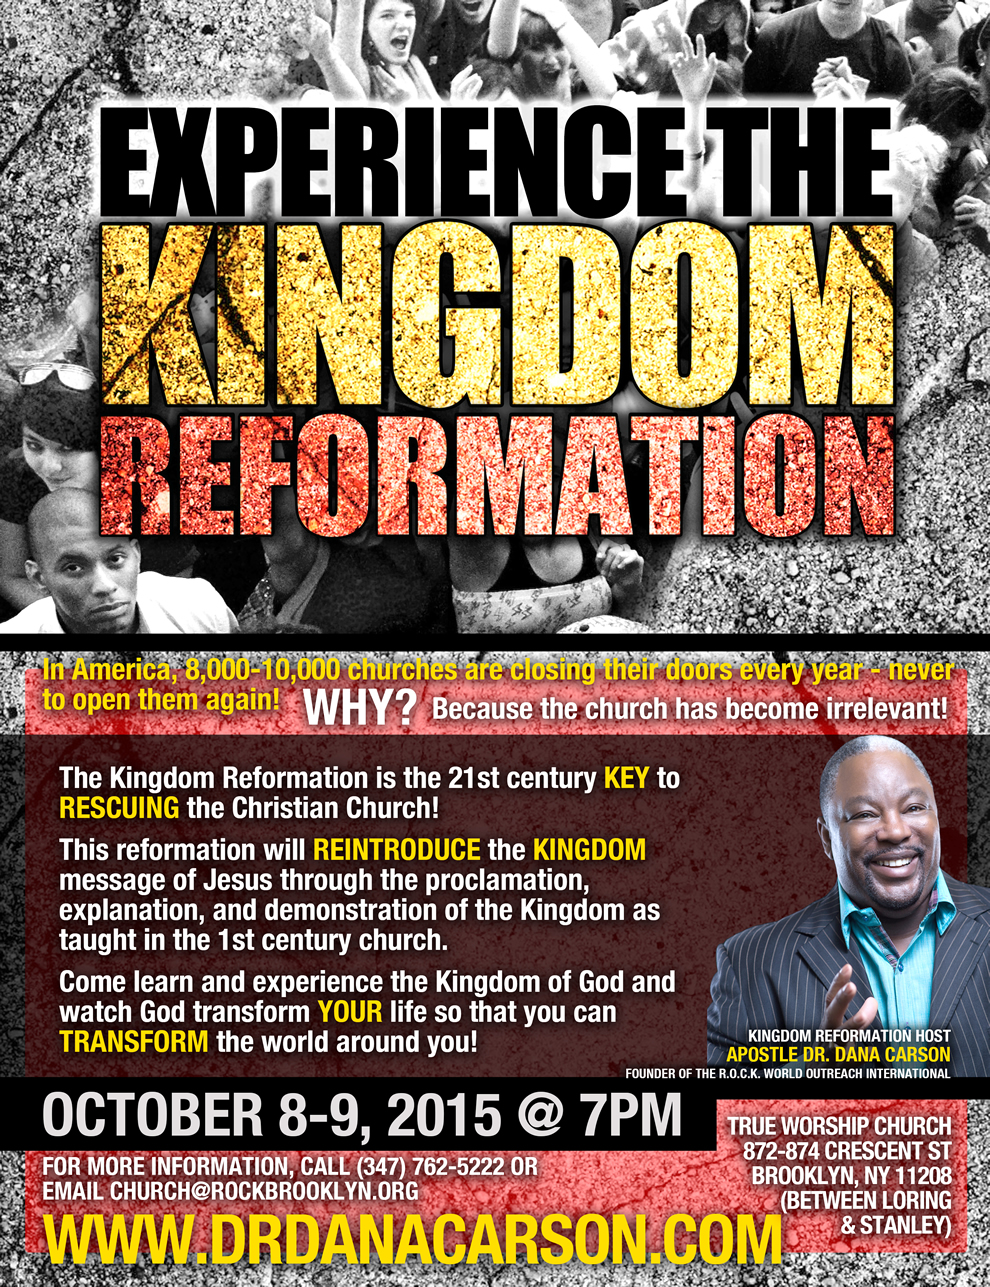 EXPERIENCE THE
KINGDOM
REFORMATION
In America, 8,000-10,000 churches are closing their doors every year - never
to open them again! WHY? Because the church has become irrelevant!
The Kingdom Reformation is the 21st century KEY to
RESCUING the Christian Church!
This reformation will REINTRODUCE the KINGDOM
message of Jesus through the proclamation,
explanation, and demonstration of the Kingdom as
taught in the 1st century church.
Come learn and experience the Kingdom of God and
watch God transform YOUR life so that you can
TRANSFORM the world around you!
KINGDOM REFORMATION HOST
APOSTLE DR. DANA CARSON
FOUNDER OF THE R.O.C.K. WORLD OUTREACH INTERNATIONAL
OCTOBER 8-9, 2015 @ 7PM
TRUE WORSHIP CHURCH
872-874 CRESCENT ST
BROOKLYN, NY 11208
(BETWEEN LORING
& STANLEY)
FOR MORE INFORMATION, CALL (347) 762-5222 OR
EMAIL CHURCH@ROCKBROOKLYN.ORG
WWW.DRDANACARSON.COM